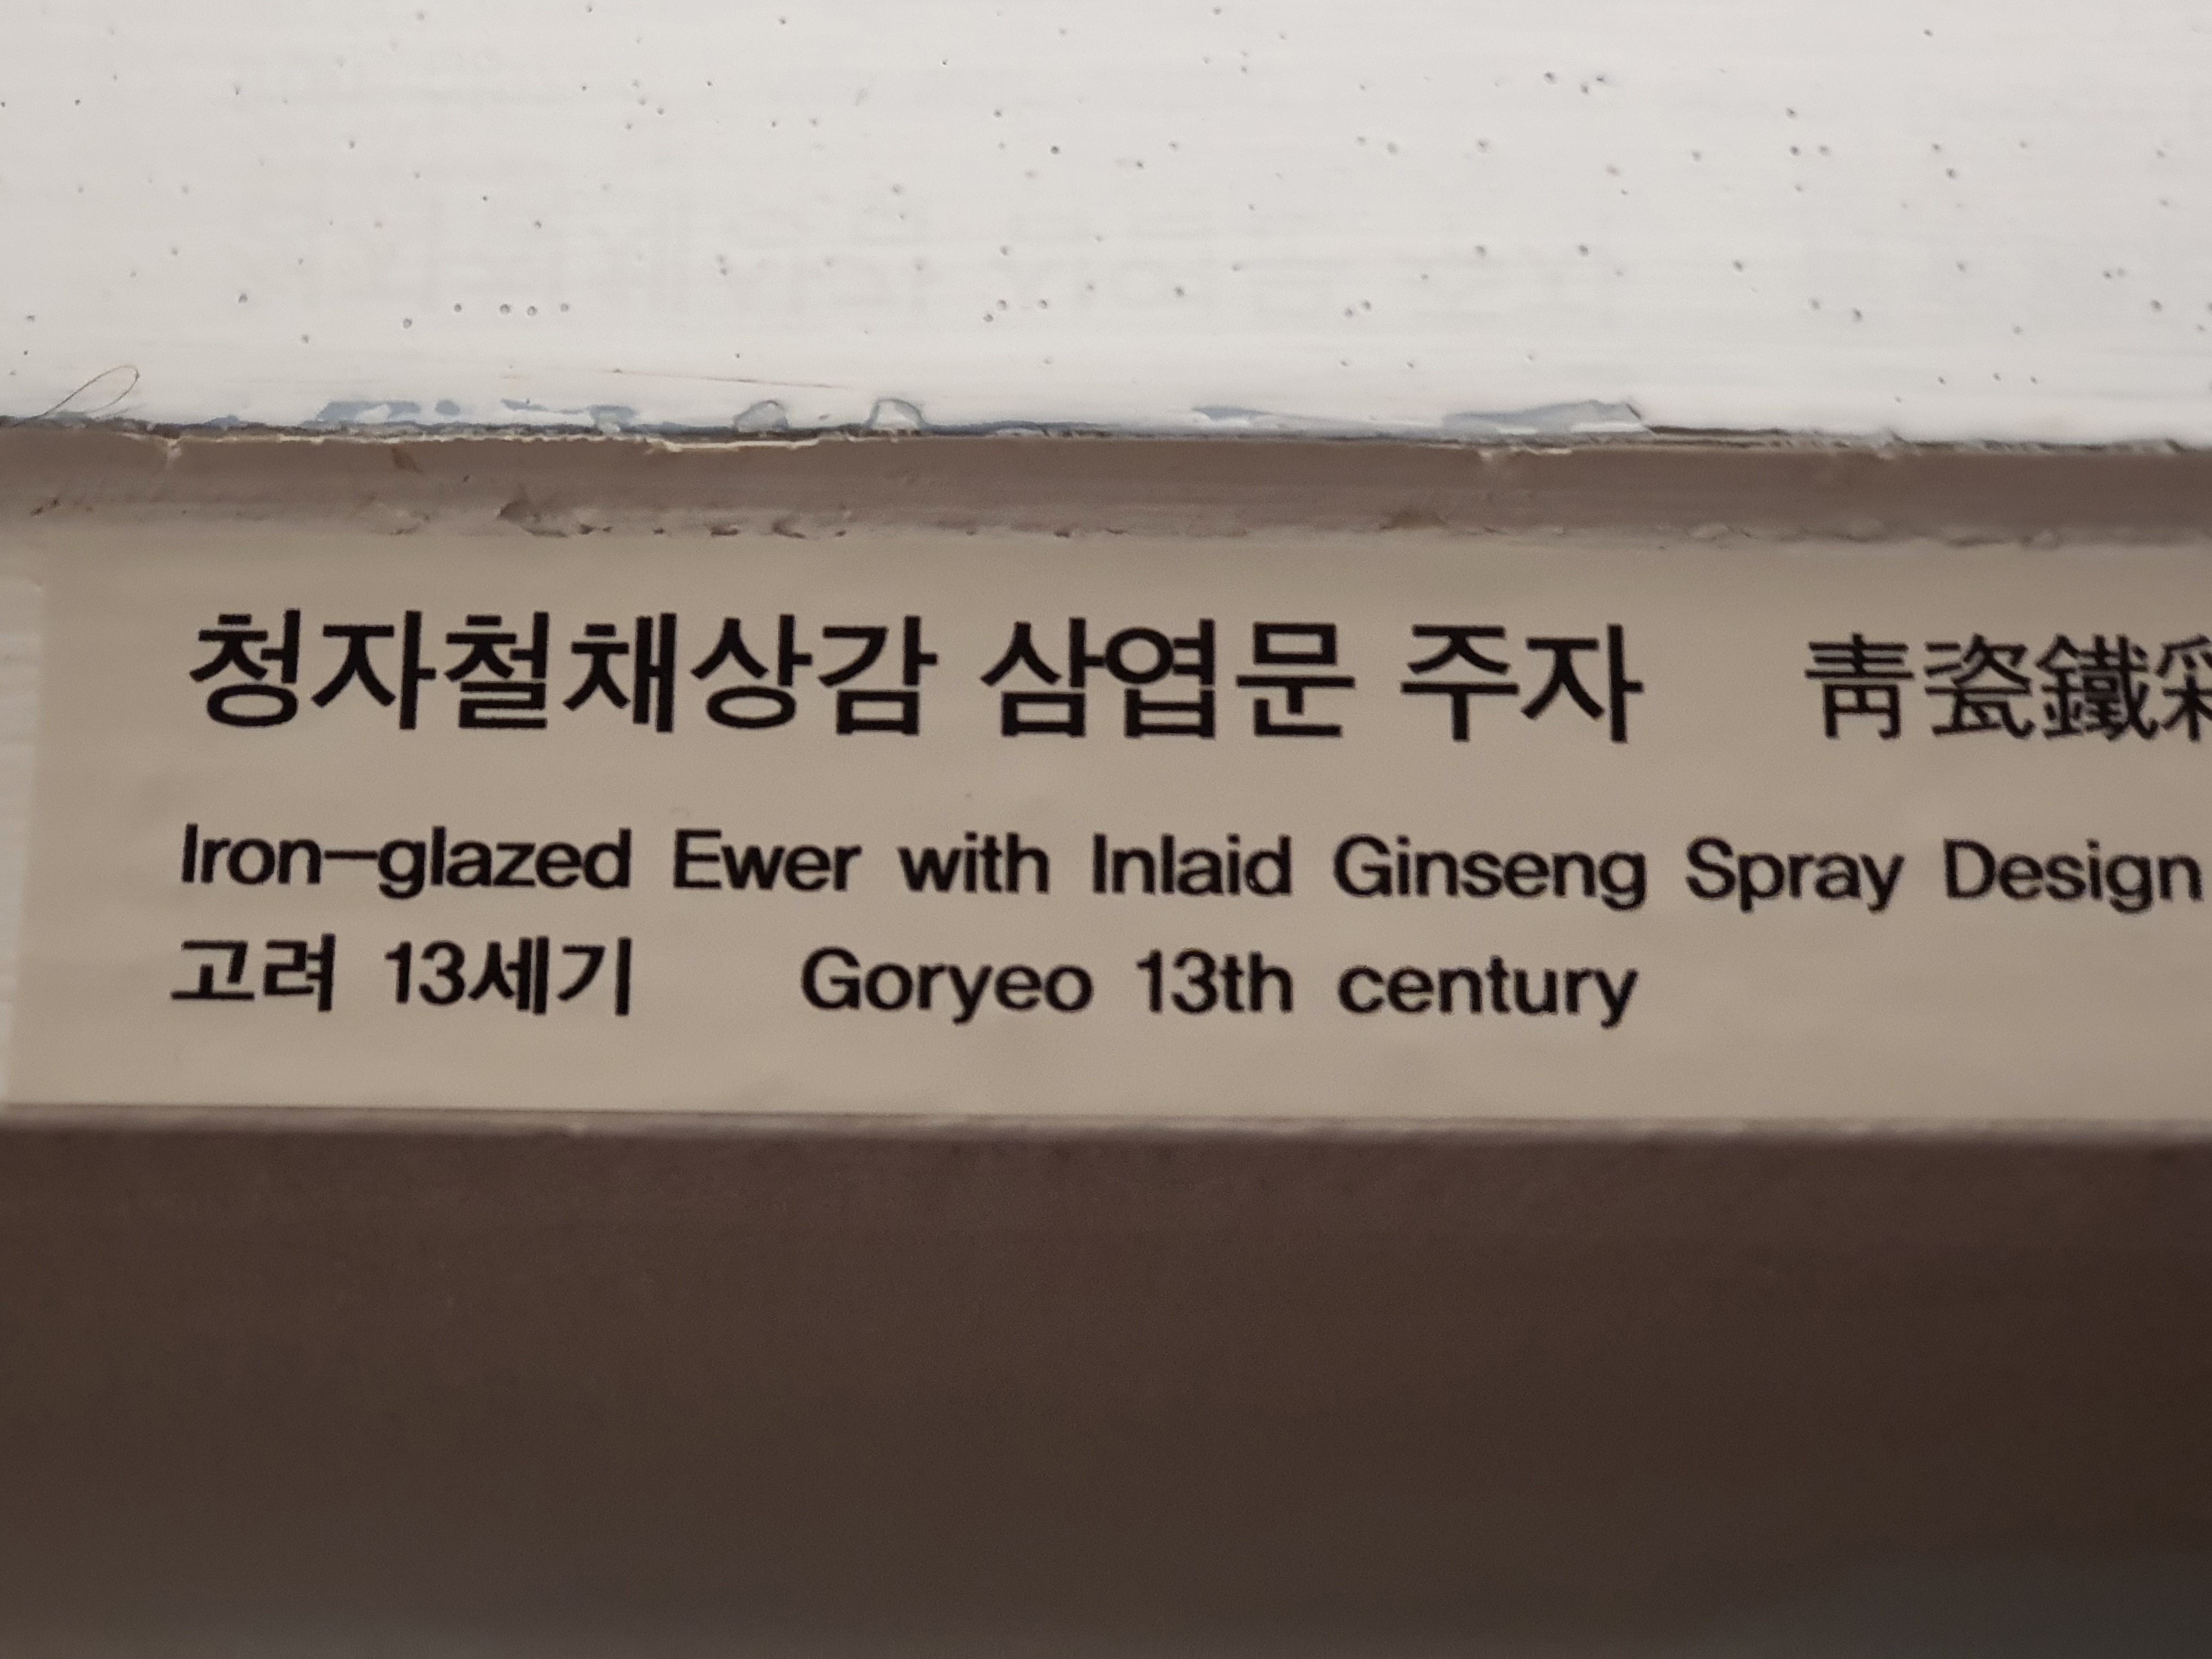 청자철채상감 삼엽문 주자 靑瓷鐵彩
Iron-glazed Ewer with Inlaid Ginseng Spray Design
고려 13세기 Goryeo 13th century